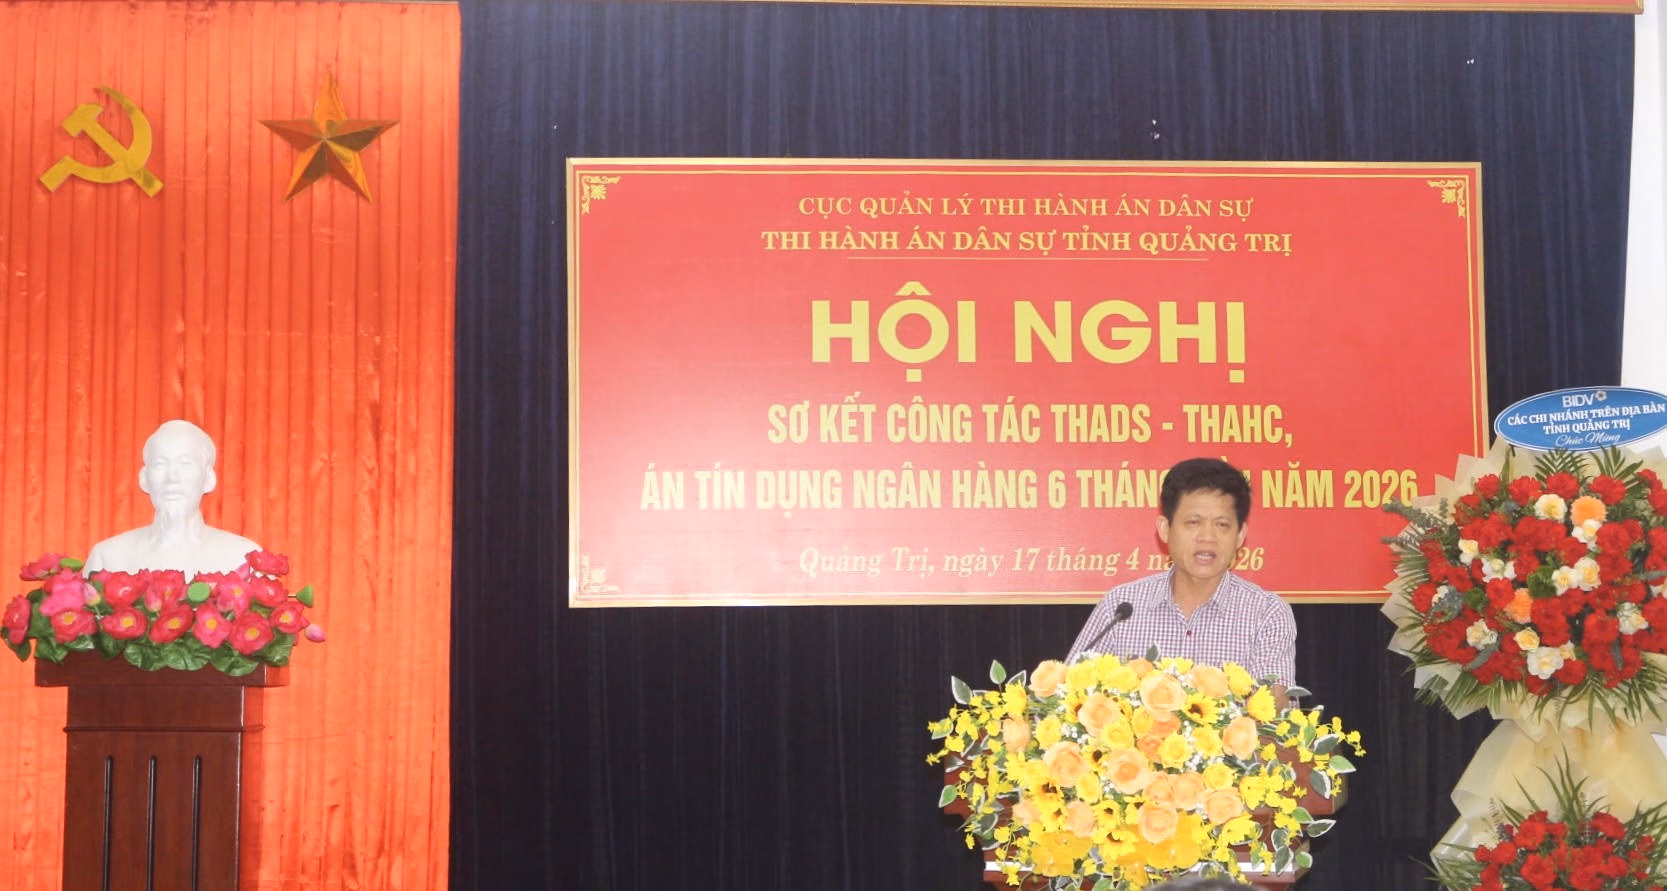 CỤC QUẢN LÝ THI HÀNH ÁN DÂN SỰ
THI HÀNH ÁN DÂN SỰ TỈNH QUẢNG TRỊ
HỘI NGHỊ
SƠ KẾT CÔNG TÁC THADS - THAHC,
ÁN TÍN DỤNG NGÂN HÀNG 6 THÁNG NĂM 2026
Quảng Trị, ngày 17 tháng 4 26
BIDV
CÁC CHI NHÁNH TRÊN ĐỊA BÀN
TỈNH QUẢNG TRỊ
Chúc Mừng